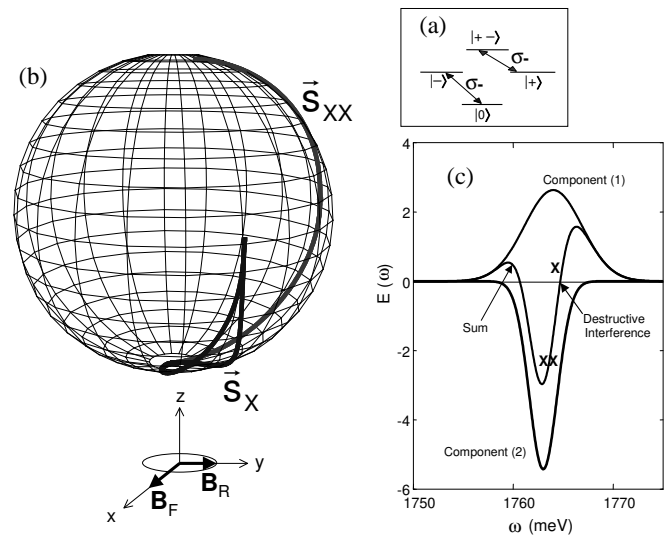 (a)
|+ −⟩
σ-
|−⟩ |+⟩
σ-
|0⟩
(b)
S⃗XX
S⃗X
z
y
x
BF
BR
(c)
E (ω)
4
2
0
-2
-4
-6
Component (1)
X
Sum
Destructive
Interference
XX
Component (2)
1750 1760 1770
ω (meV)